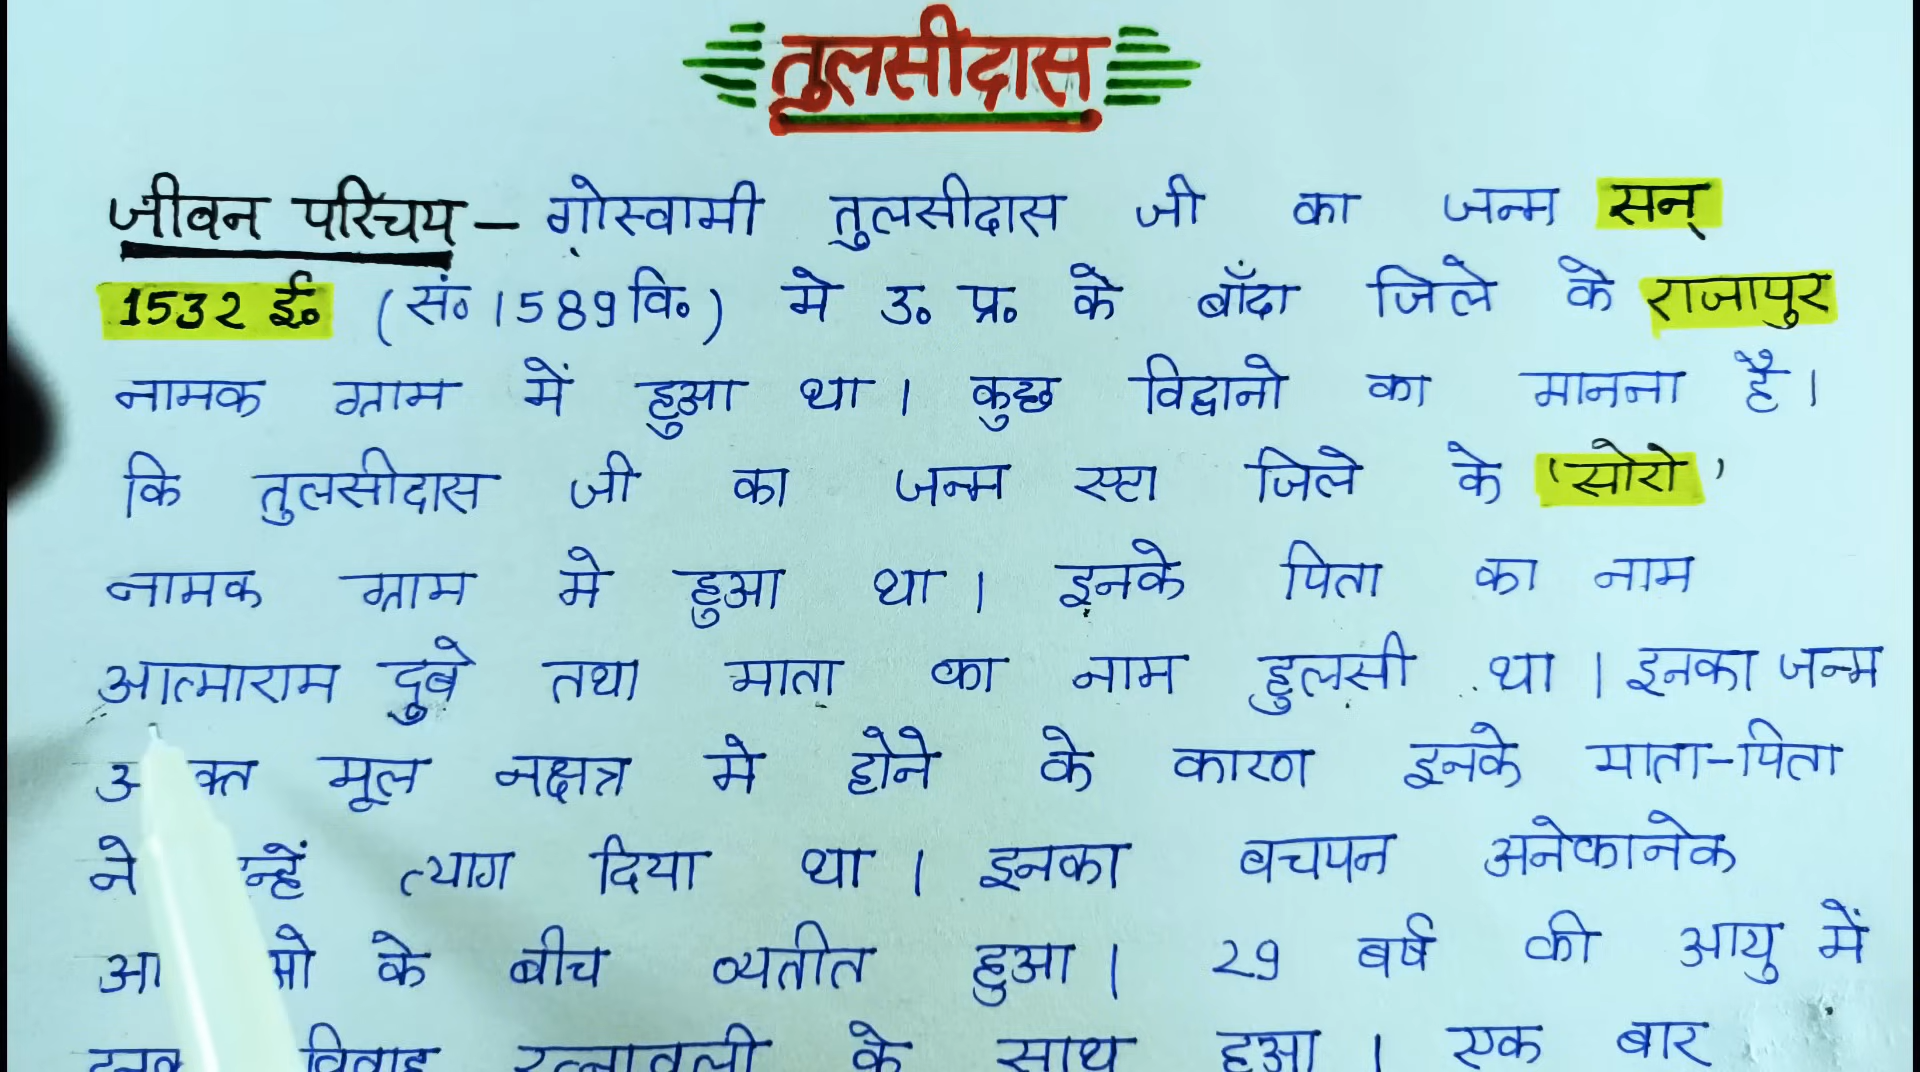 तुलसीदास
जीवन परिचय – गोस्वामी तुलसीदास जी का जन्म सन्
1532 ई० (सं० 1589 वि०) मे उ० प्र० के बाँदा जिले के राजापुर
नामक ग्राम में हुआ था। कुछ विद्वानो का मानना है।
कि तुलसीदास जी का जन्म एटा जिले के 'सोरो'
नामक ग्राम मे हुआ था। इनके पिता का नाम
आत्माराम दुबे तथा माता का नाम हुलसी था। इनका जन्म
मूल नक्षत्र मे होने के कारण इनके माता-पिता
ने त्याग दिया था। इनका बचपन अनेकानेक
के बीच व्यतीत हुआ। 29 बर्ष की आयु में
विवाह रत्नावली के साथ हुआ। एक बार